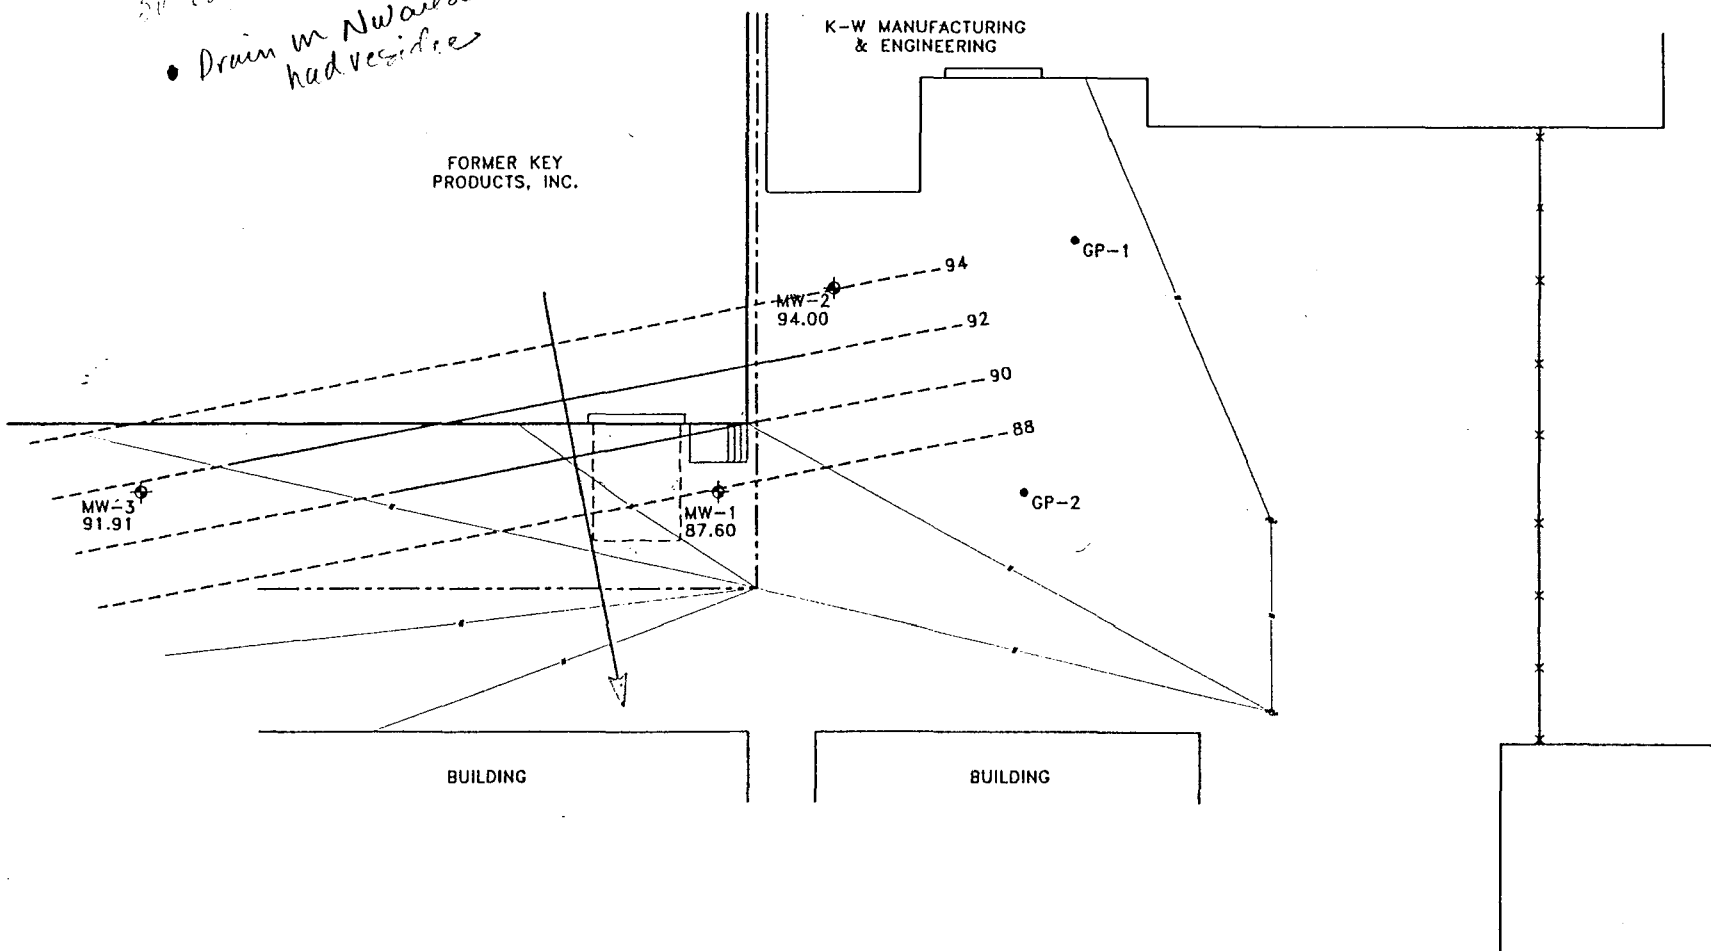 • Drain in NW
had residue
K-W MANUFACTURING
& ENGINEERING
FORMER KEY
PRODUCTS, INC.
GP-1
94
MW-2
94.00
92
90
88
MW-3
91.91
MW-1
87.60
GP-2
BUILDING
BUILDING